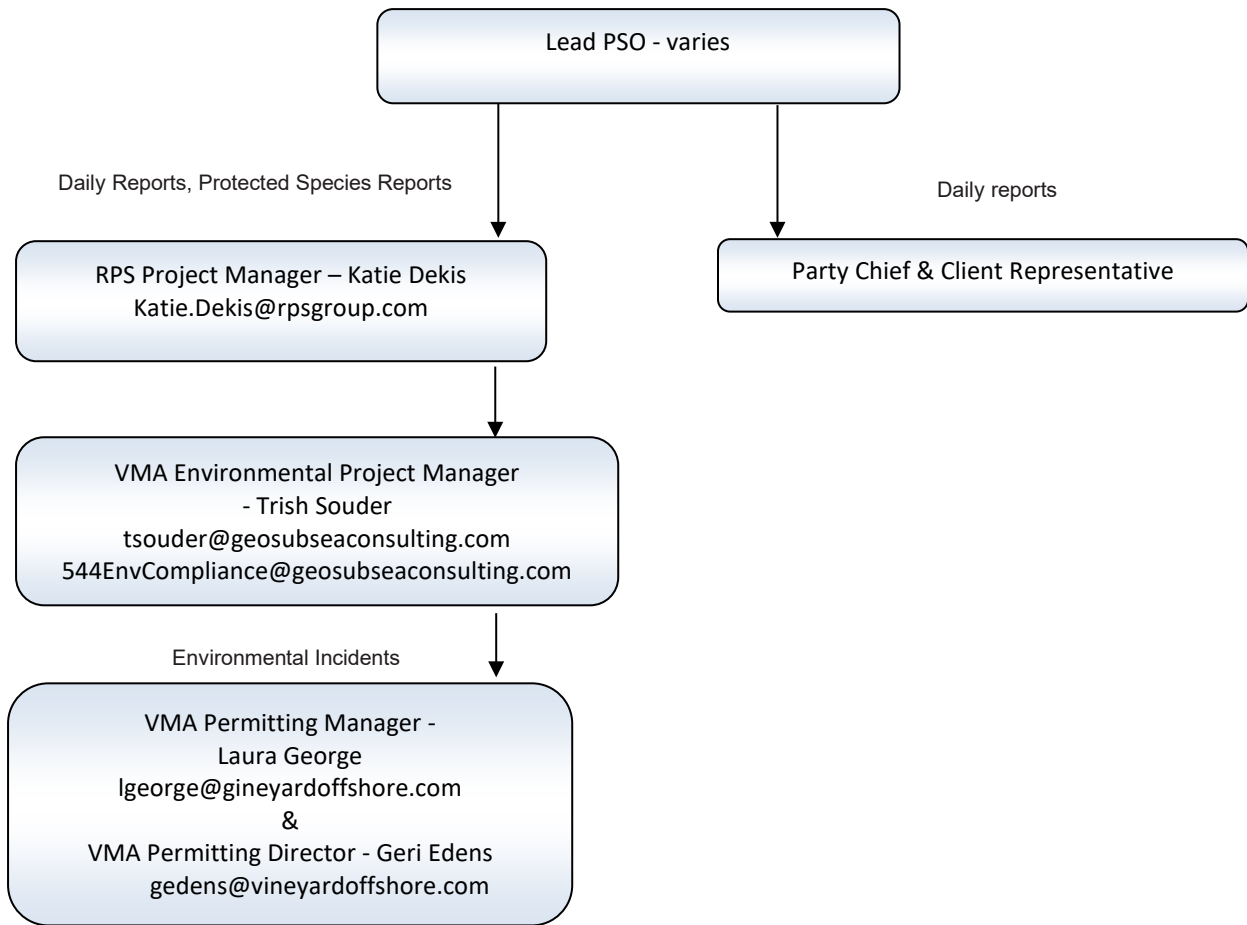 Lead PSO - varies
Daily Reports, Protected Species Reports
Daily reports
RPS Project Manager – Katie Dekis
Katie.Dekis@rpsgroup.com
Party Chief & Client Representative
VMA Environmental Project Manager
- Trish Souder
tsouder@geosubseaconsulting.com
544EnvCompliance@geosubseaconsulting.com
Environmental Incidents
VMA Permitting Manager -
Laura George
lgeorge@gineyardoffshore.com
&
VMA Permitting Director - Geri Edens
gedens@vineyardoffshore.com